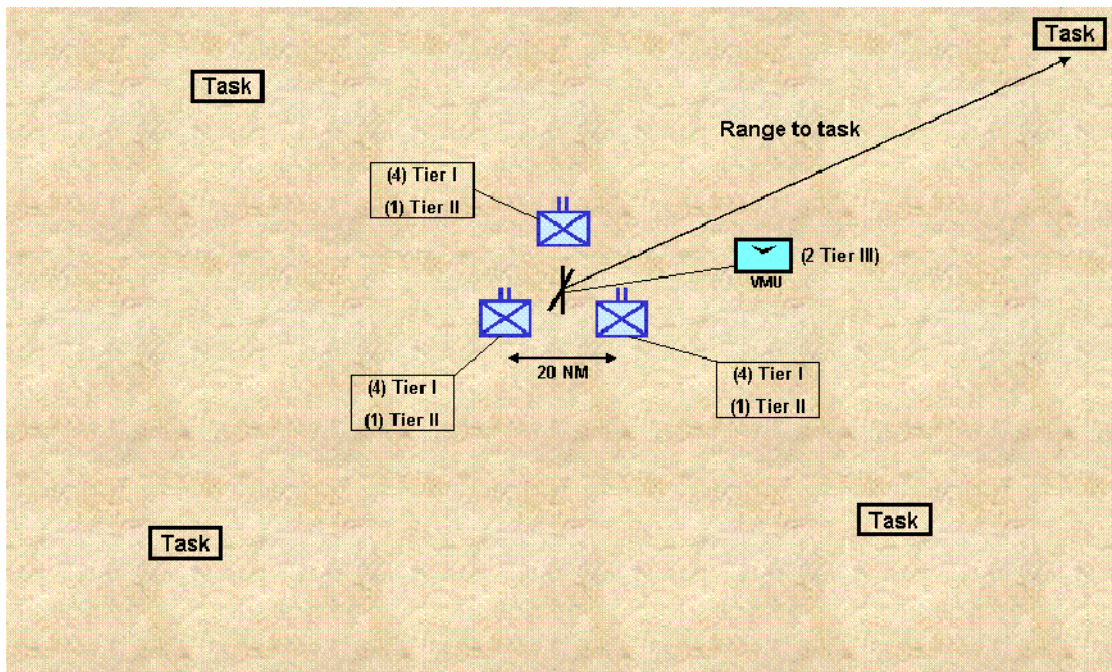 Task
Task
Range to task
(4) Tier I
(1) Tier II
(2 Tier III)
VMU
20 NM
(4) Tier I
(1) Tier II
(4) Tier I
(1) Tier II
Task
Task